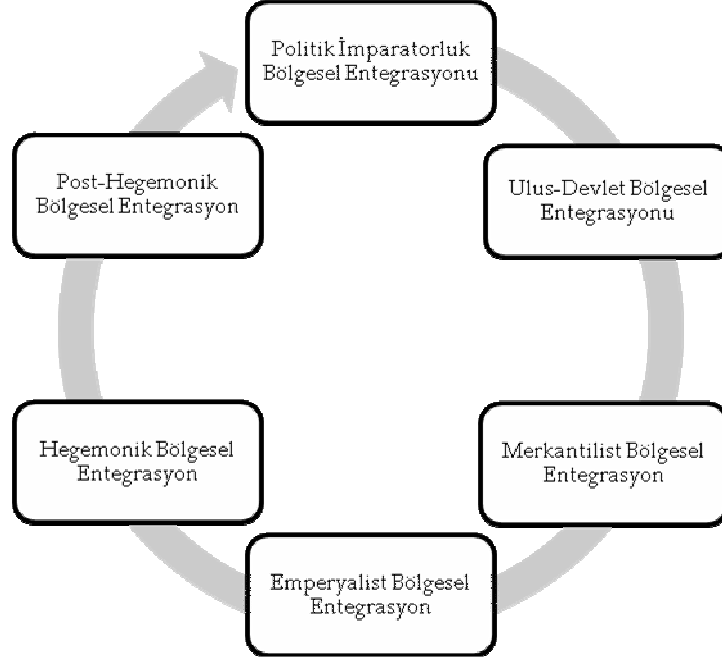 Politik İmparatorluk
Bölgesel Entegrasyonu
Ulus-Devlet Bölgesel
Entegrasyonu
Merkantilist Bölgesel
Entegrasyon
Emperyalist Bölgesel
Entegrasyon
Hegemonik Bölgesel
Entegrasyon
Post-Hegemonik
Bölgesel Entegrasyon